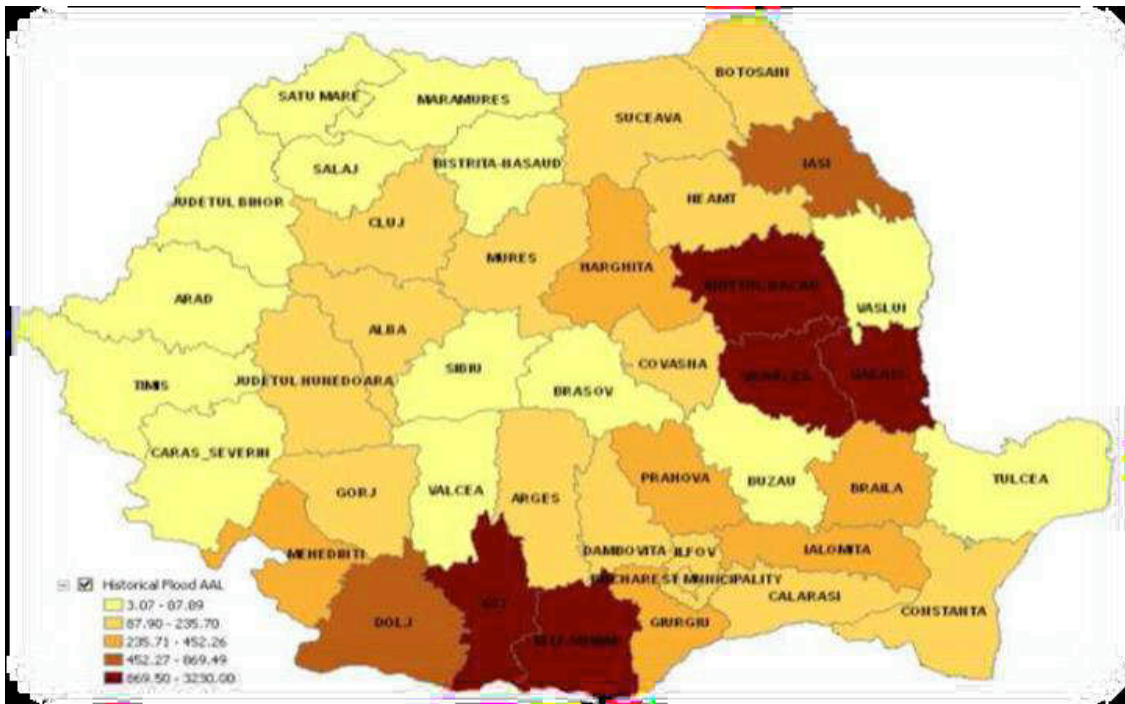 BOTOSANI
SATU MARE
MARAMURES
SUCEAVA
IASI
SALAJ
BISTRITA-NASAUD
NEAMT
JUDETUL BIHOR
CLUJ
MURES
HARGHITA
ARAD
VASLUI
ALBA
COVASNA
SIBIU
TIMIS
JUDETUL HUNEDOARA
BRASOV
CARAS_SEVERIN
PRAHOVA
BUZAU
BRAILA
TULCEA
GORJ
VALCEA
ARGES
MEHEDINTI
DAMBOVITA
ILFOV
IALOMITA
BUCHAREST MUNICIPALITY
CALARASI
CONSTANTA
DOLJ
GIURGIU
Historical Flood AAL
3.07 - 87.89
87.90 - 235.70
235.71 - 452.26
452.27 - 869.49
869.50 - 3230.00